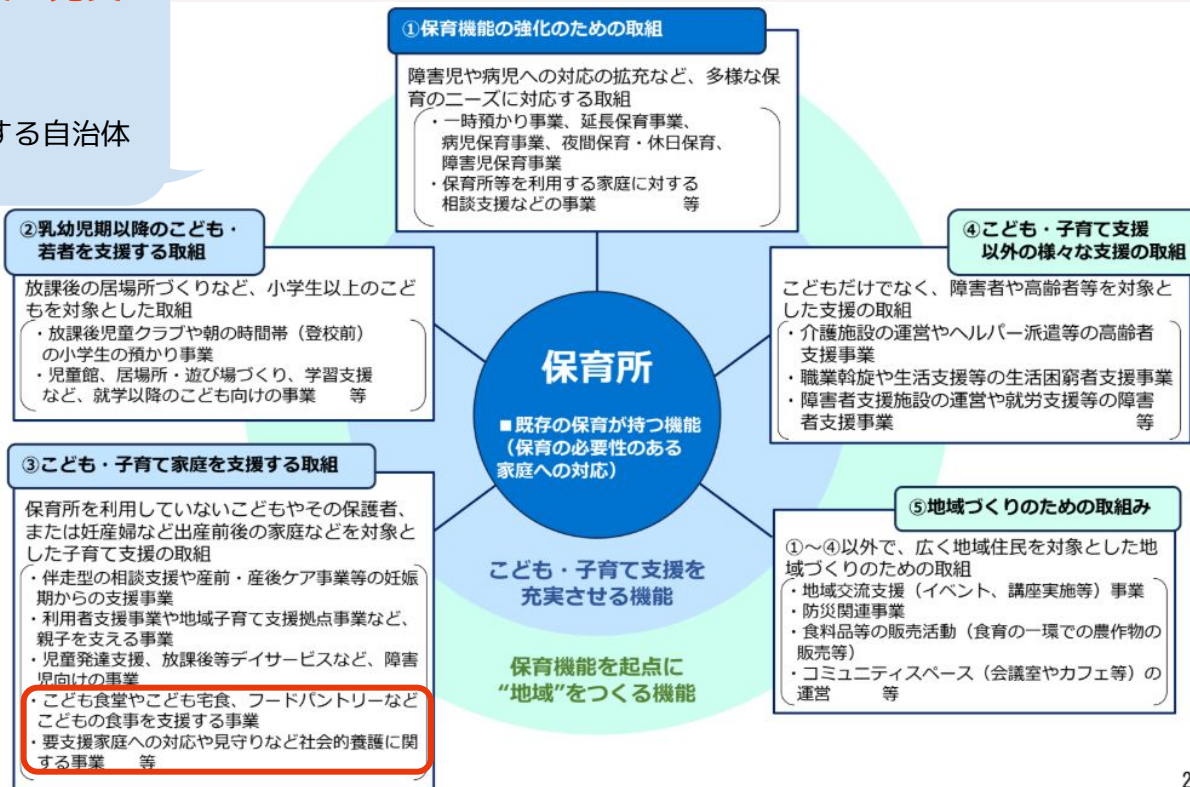 する自治体
①保育機能の強化のための取組
障害児や病児への対応の拡充など、多様な保
育のニーズに対応する取組
・一時預かり事業、延長保育事業、
病児保育事業、夜間保育・休日保育、
障害児保育事業
・保育所等を利用する家庭に対する
相談支援などの事業　　　　等
②乳幼児期以降のこども・
若者を支援する取組
放課後の居場所づくりなど、小学生以上のこど
もを対象とした取組
・放課後児童クラブや朝の時間帯（登校前）
の小学生の預かり事業
・児童館、居場所・遊び場づくり、学習支援
など、就学以降のこども向けの事業　　等
③こども・子育て家庭を支援する取組
保育所を利用していないこどもやその保護者、
または妊産婦など出産前後の家庭などを対象と
した子育て支援の取組
・伴走型の相談支援や産前・産後ケア事業等の妊娠
期からの支援事業
・利用者支援事業や地域子育て支援拠点事業など、
親子を支える事業
・児童発達支援、放課後等デイサービスなど、障害
児向けの事業
・こども食堂やこども宅食、フードパントリーなど
こどもの食事を支援する事業
・要支援家庭への対応や見守りなど社会的養護に関
する事業　　等
保育所
■既存の保育が持つ機能
（保育の必要性のある
家庭への対応）
こども・子育て支援を
充実させる機能
保育機能を起点に
“地域”をつくる機能
④こども・子育て支援
以外の様々な支援の取組
こどもだけでなく、障害者や高齢者等を対象と
した支援の取組
・介護施設の運営やヘルパー派遣等の高齢者
支援事業
・職業斡旋や生活支援等の生活困窮者支援事業
・障害者支援施設の運営や就労支援等の障害
者支援事業　　　　　　　　等
⑤地域づくりのための取組み
①～④以外で、広く地域住民を対象とした地
域づくりのための取組
・地域交流支援（イベント、講座実施等）事業
・防災関連事業
・食料品等の販売活動（食育の一環での農作物の
販売等）
・コミュニティスペース（会議室やカフェ等）の
運営　　等
2